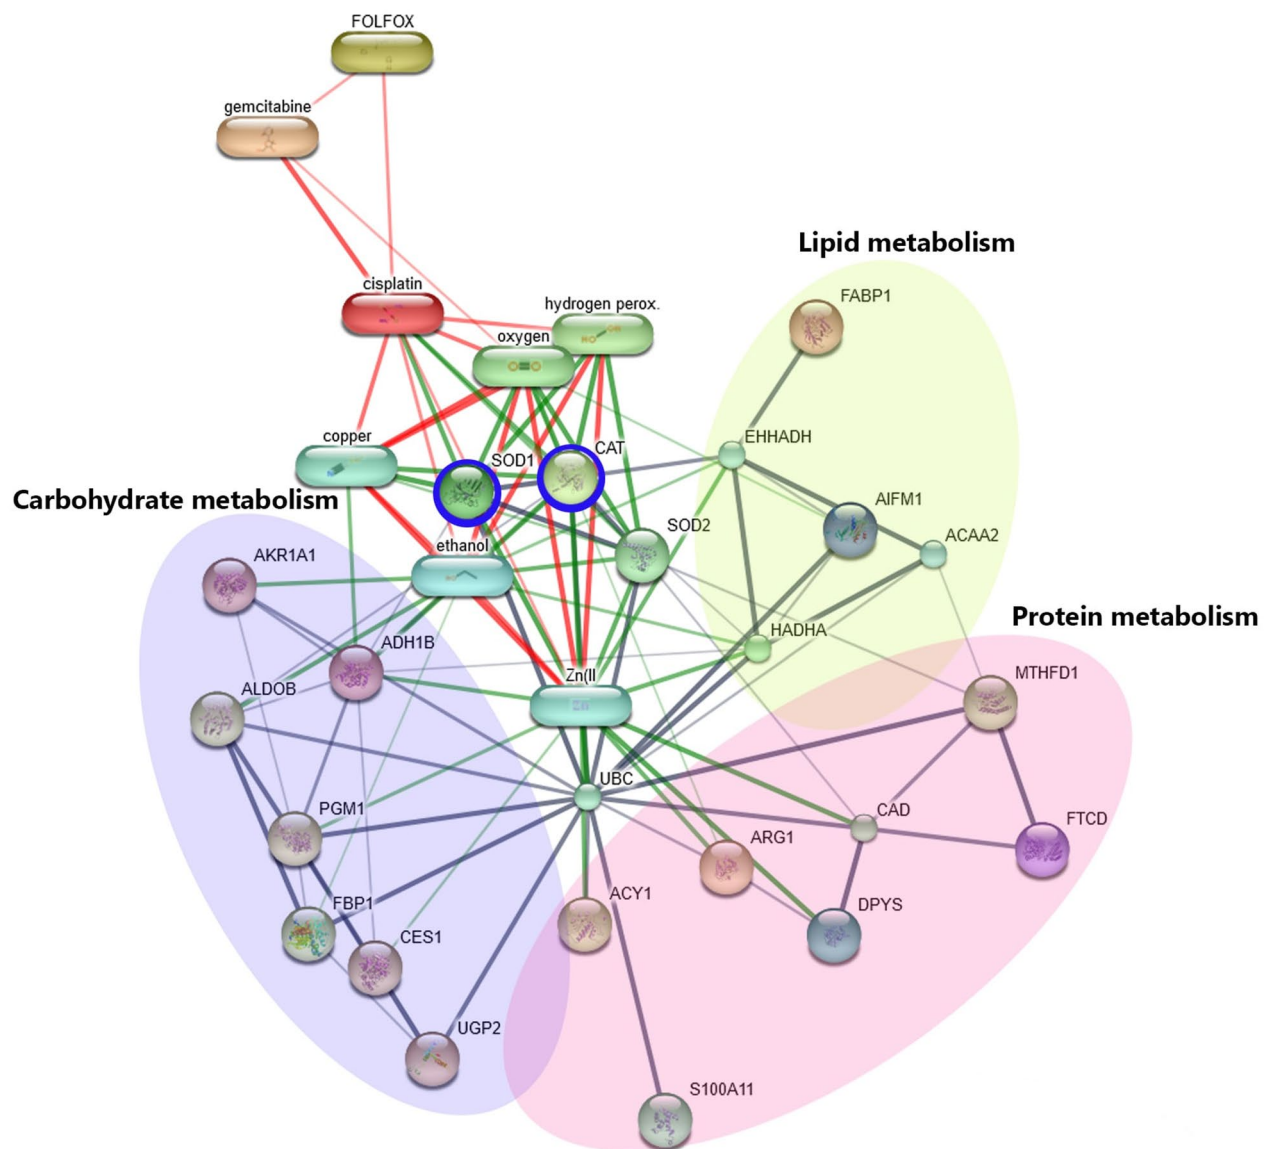 FOLFOX
gemcitabine
Lipid metabolism
cisplatin
hydrogen perox.
FABP1
oxygen
copper
EHHADH
CAT
SOD1
Carbohydrate metabolism
AIFM1
SOD2
ACAA2
ethanol
AKR1A1
Protein metabolism
HADHA
ADH1B
MTHFD1
Zn(II
ALDOB
UBC
PGM1
CAD
FTCD
ARG1
ACY1
FBP1
DPYS
CES1
UGP2
S100A11